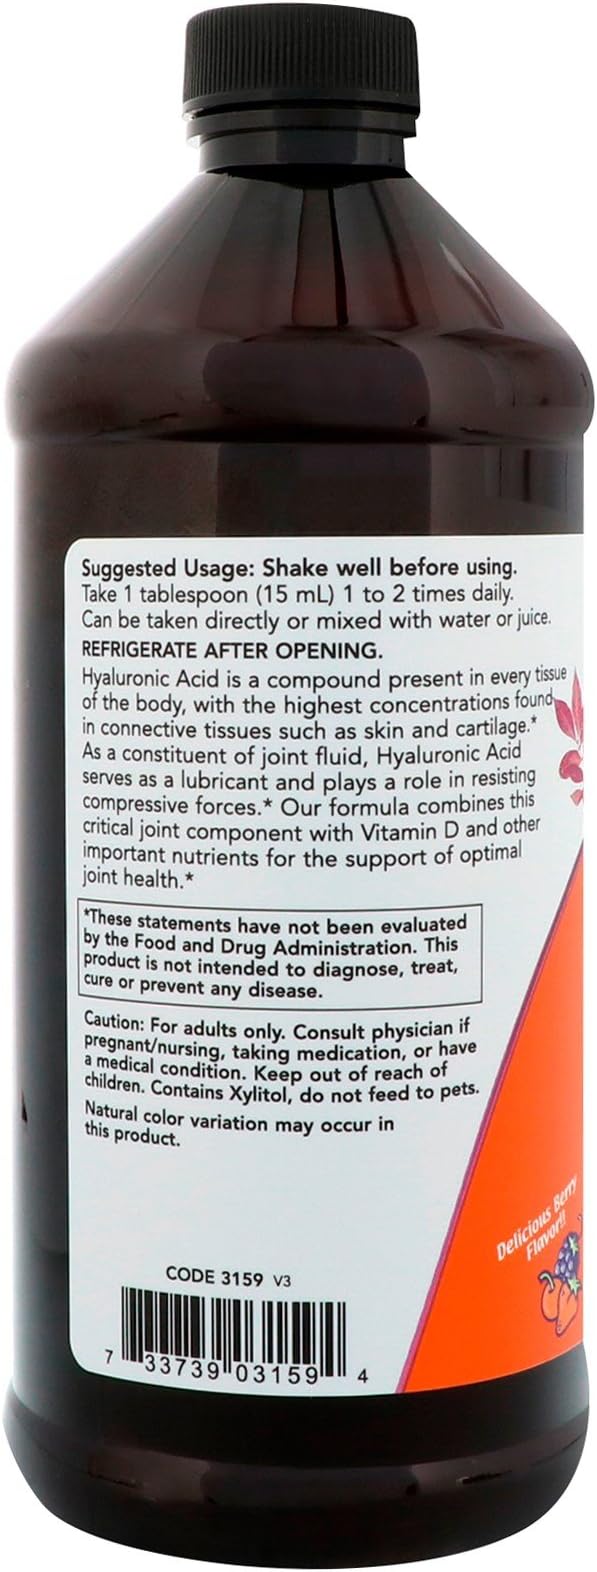 Suggested Usage: Shake well before using.
Take 1 tablespoon (15 mL) 1 to 2 times daily.
Can be taken directly or mixed with water or juice.
REFRIGERATE AFTER OPENING.
Hyaluronic Acid is a compound present in every tissue
of the body, with the highest concentrations found
in connective tissues such as skin and cartilage.*
As a constituent of joint fluid, Hyaluronic Acid
serves as a lubricant and plays a role in resisting
compressive forces.* Our formula combines this
critical joint component with Vitamin D and other
important nutrients for the support of optimal
joint health.*
*These statements have not been evaluated
by the Food and Drug Administration. This
product is not intended to diagnose, treat,
cure or prevent any disease.
Caution: For adults only. Consult physician if
pregnant/nursing, taking medication, or have
a medical condition. Keep out of reach of
children. Contains Xylitol, do not feed to pets.
Natural color variation may occur in
this product.
Delicious Berry
Flavor!!
CODE 3159 V3
7 33739 03159 4